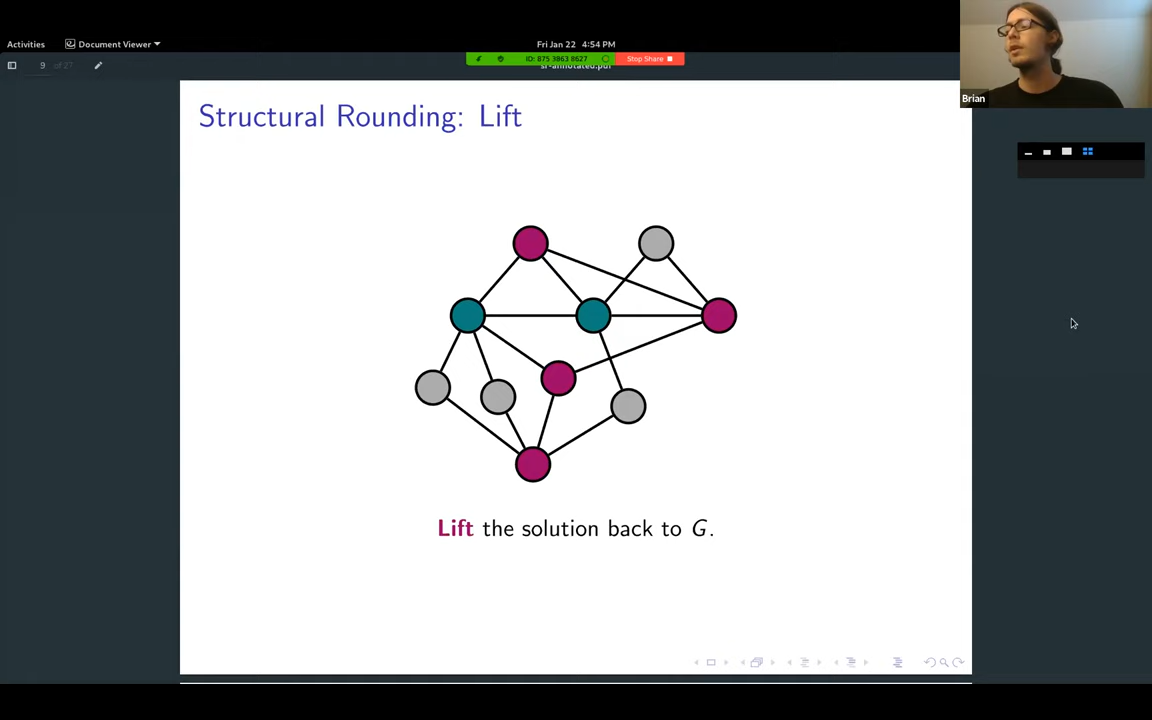 Activities
Document Viewer
Fri Jan 22 4:54 PM
9 of 27
ID: 875 3863 8627
Stop Share
sr-annotated.pdf
Brian
Structural Rounding: Lift
Lift the solution back to G.